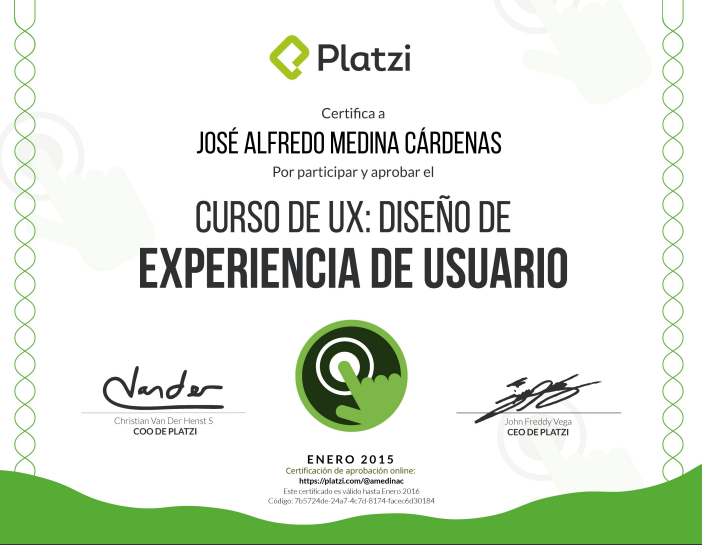 Platzi
Certifica a
JOSÉ ALFREDO MEDINA CÁRDENAS
Por participar y aprobar el
CURSO DE UX: DISEÑO DE
EXPERIENCIA DE USUARIO
Vander
Christian Van Der Henst S
COO DE PLATZI
John Freddy Vega
CEO DE PLATZI
ENERO 2015
Certificación de aprobación online:
https://platzi.com/@amedinac
Este certificado es válido hasta Enero 2016
Código: 7b5724de-24a7-4c7d-8174-facec6d30184